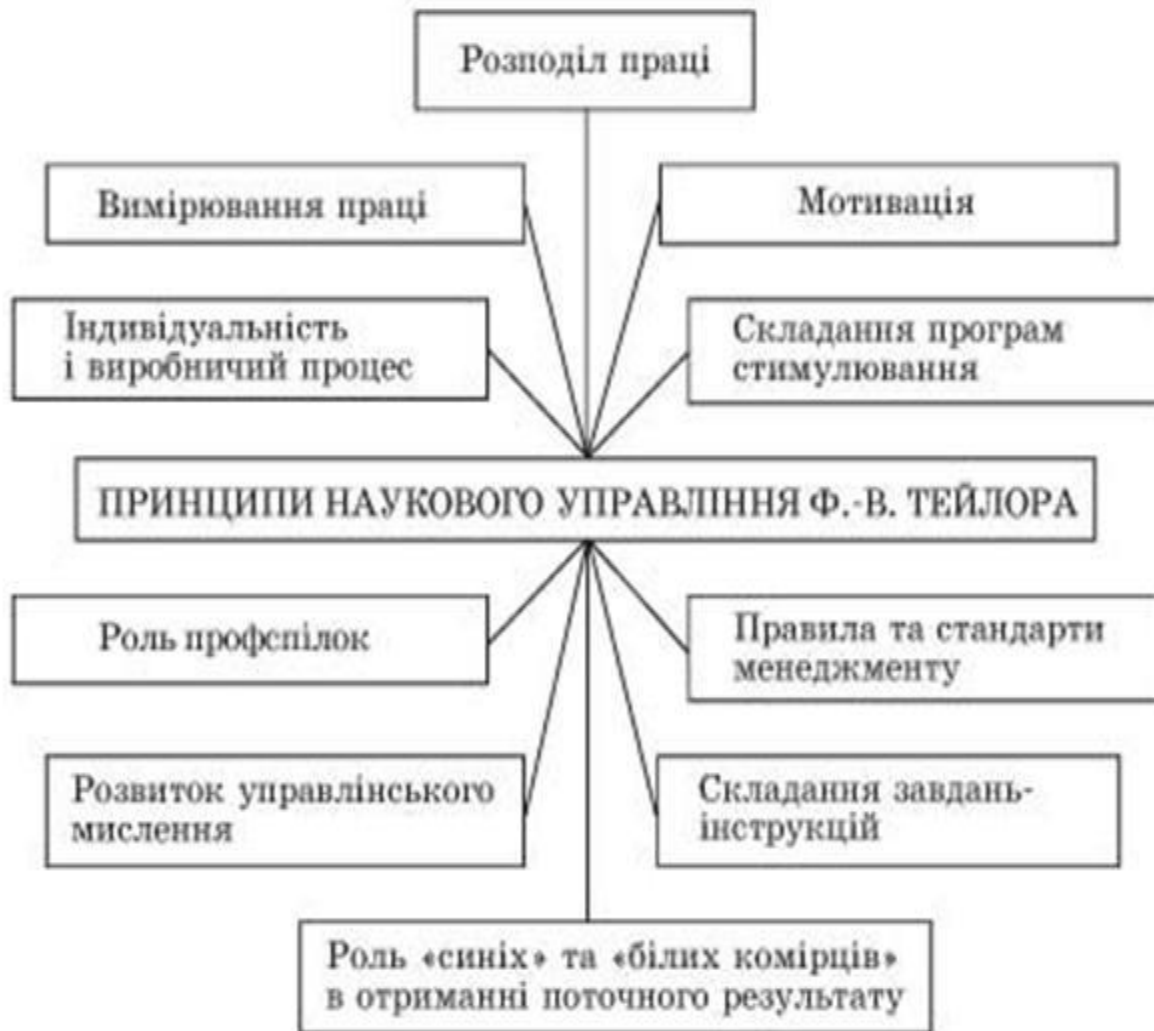 Розподіл праці
Вимірювання праці
Мотивація
Індивідуальність
і виробничий процес
Складання програм
стимулювання
ПРИНЦИПИ НАУКОВОГО УПРАВЛІННЯ Ф.-В. ТЕЙЛОРА
Роль профспілок
Правила та стандарти
менеджменту
Розвиток управлінського
мислення
Складання завдань-
інструкцій
Роль «синіх» та «білих комірців»
в отриманні поточного результату